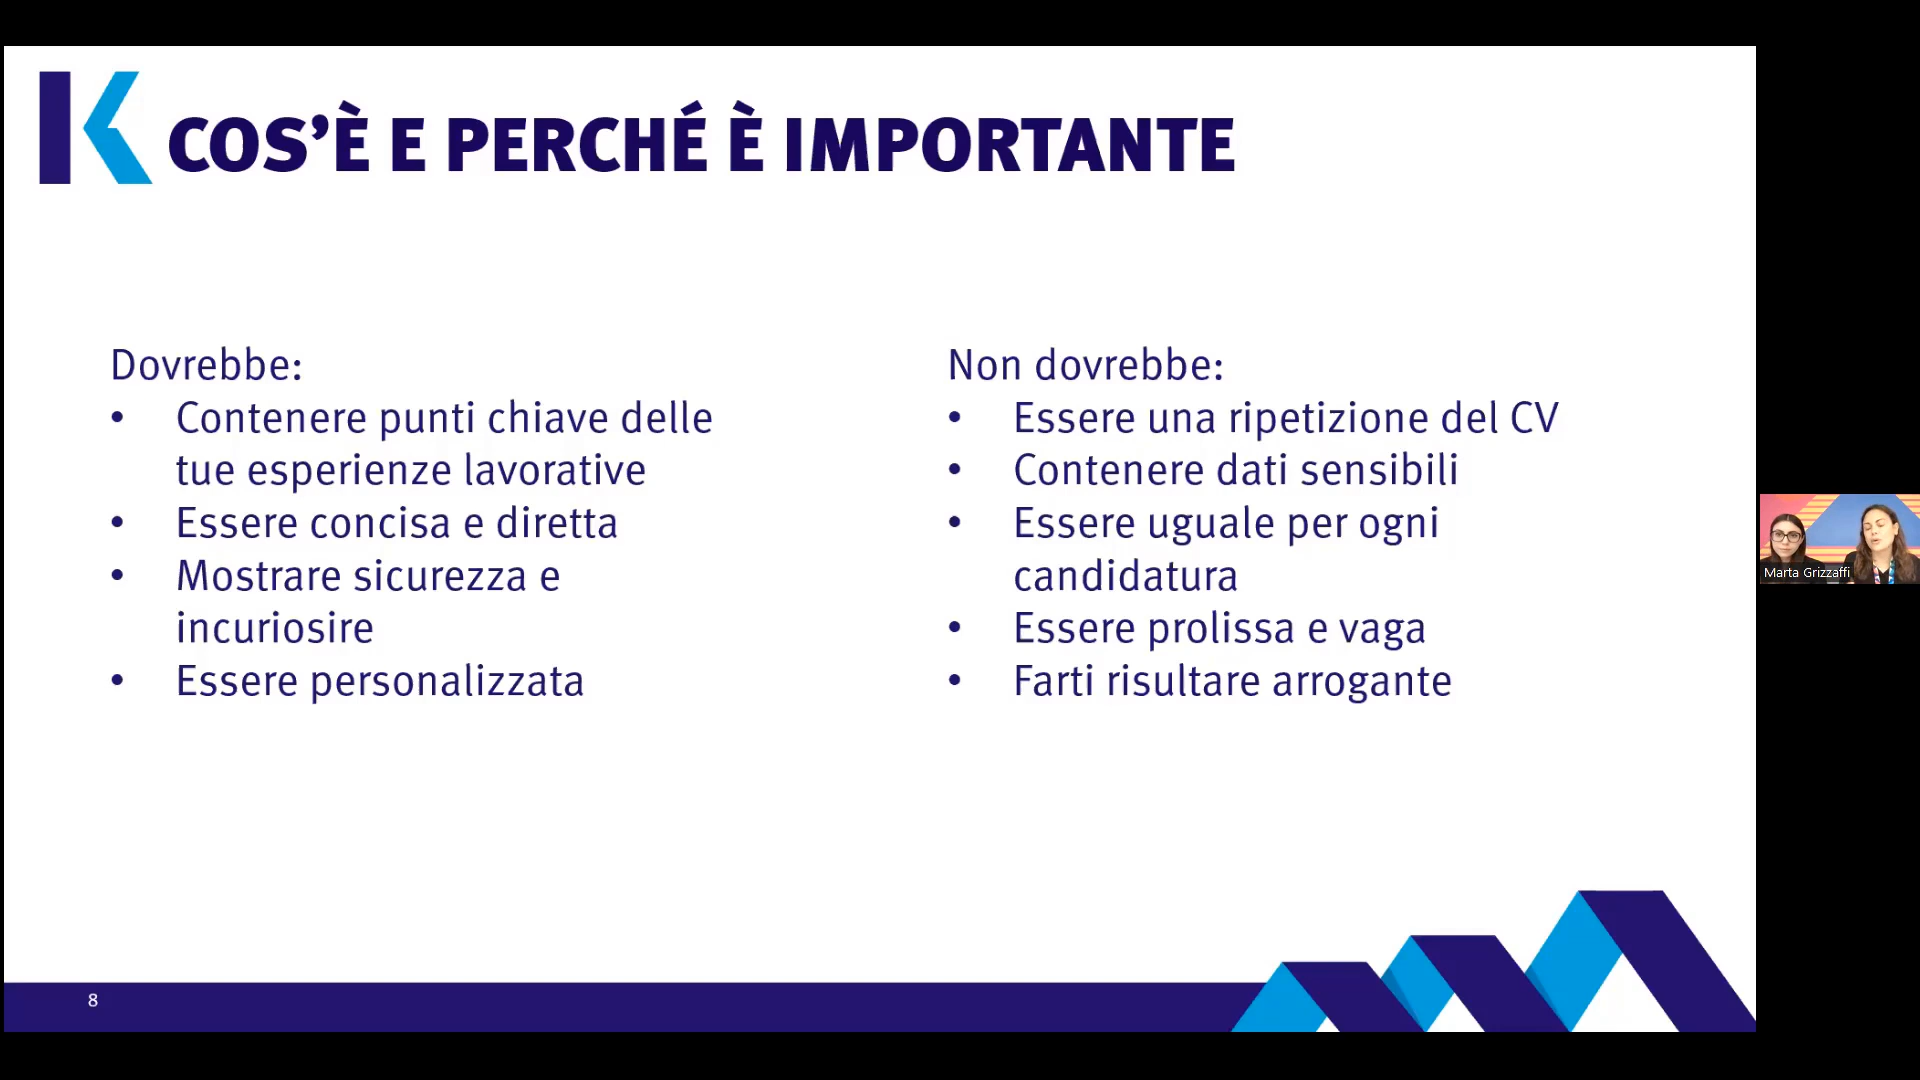 COS’È E PERCHÉ È IMPORTANTE
Dovrebbe:
• Contenere punti chiave delle
tue esperienze lavorative
• Essere concisa e diretta
• Mostrare sicurezza e
incuriosire
• Essere personalizzata
Non dovrebbe:
• Essere una ripetizione del CV
• Contenere dati sensibili
• Essere uguale per ogni
candidatura
• Essere prolissa e vaga
• Farti risultare arrogante
Marta Grizzaffi
8